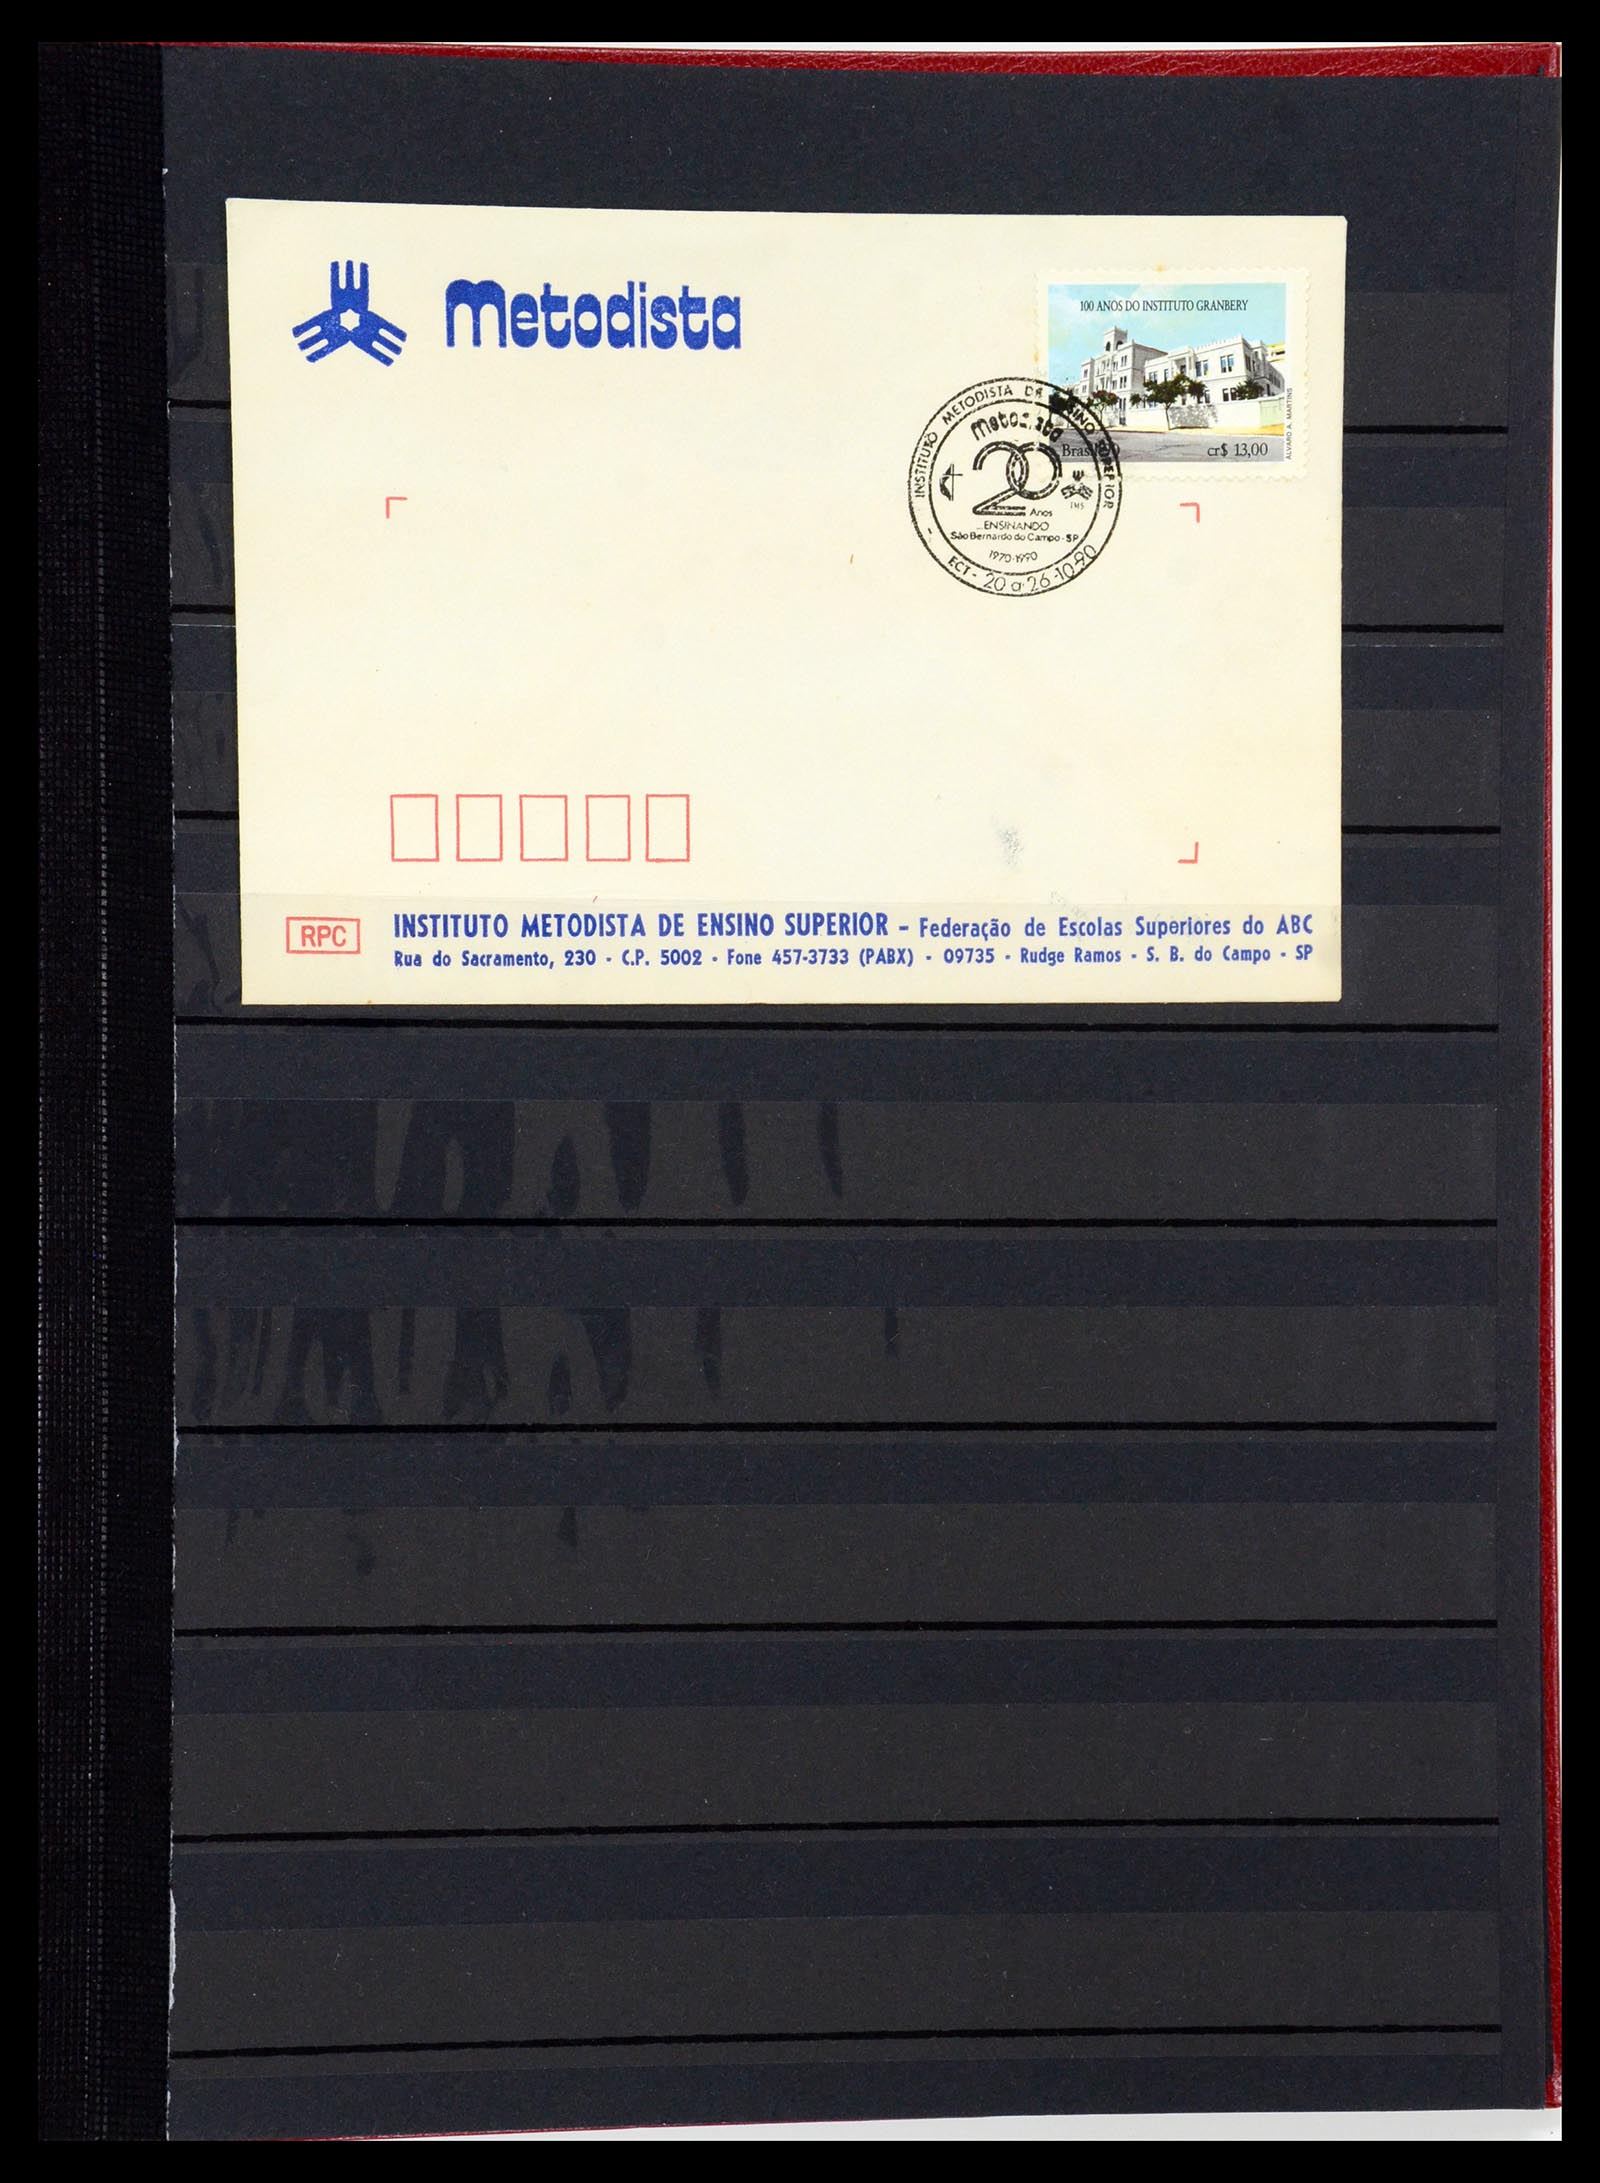 metodista
100 ANOS DO INSTITUTO GRANBERY
ALVARO A. MARTINS
cr$ 13,00
INSTITUTO METODISTA DE ENSINO SUPERIOR
20
IMS
Anos
...ENSINANDO
São Bernardo do Campo - SP
1970-1990
ECT - 20 a 26-10-90
RPC
INSTITUTO METODISTA DE ENSINO SUPERIOR - Federação de Escolas Superiores do ABC
Rua do Sacramento, 230 - C.P. 5002 - Fone 457-3733 (PABX) - 09735 - Rudge Ramos - S. B. do Campo - SP